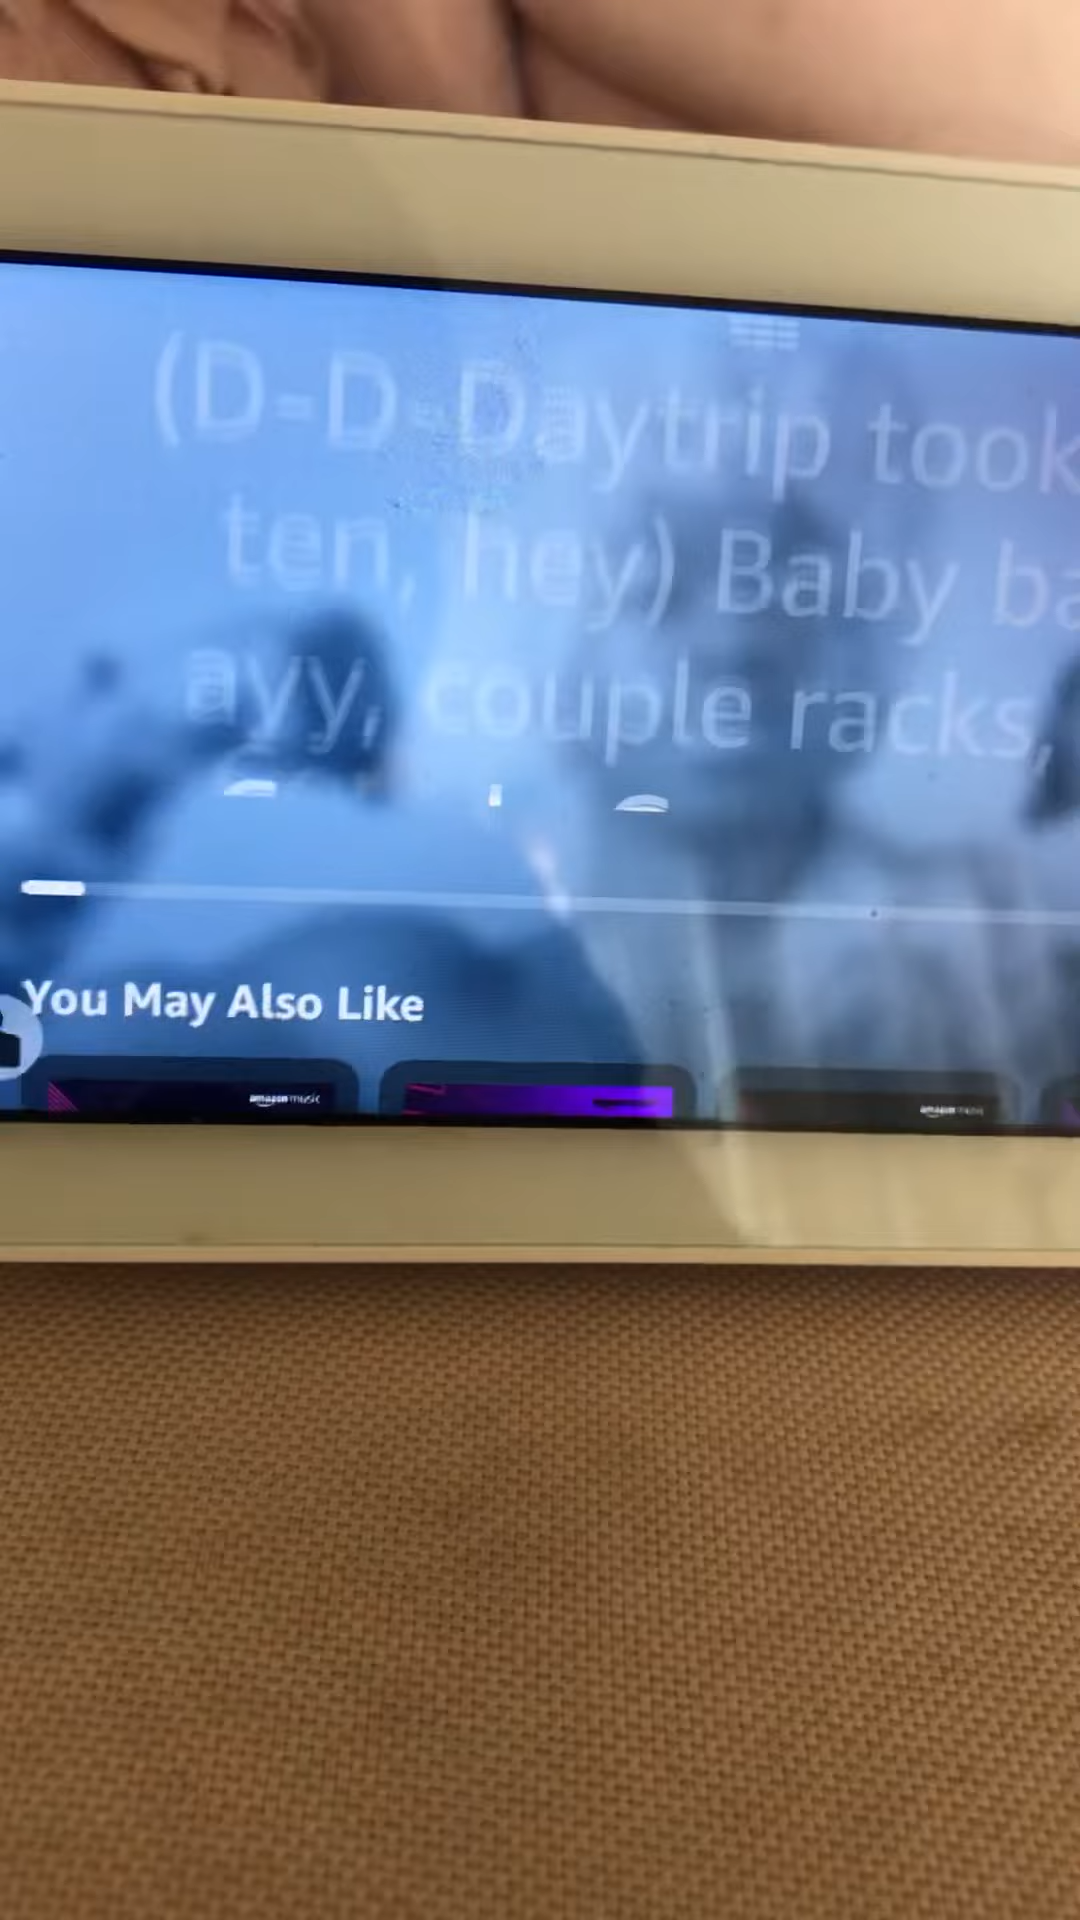 (D-D-Daytrip took
ten, hey) Baby ba
ayy, couple racks,
You May Also Like
amazon music
amazon music